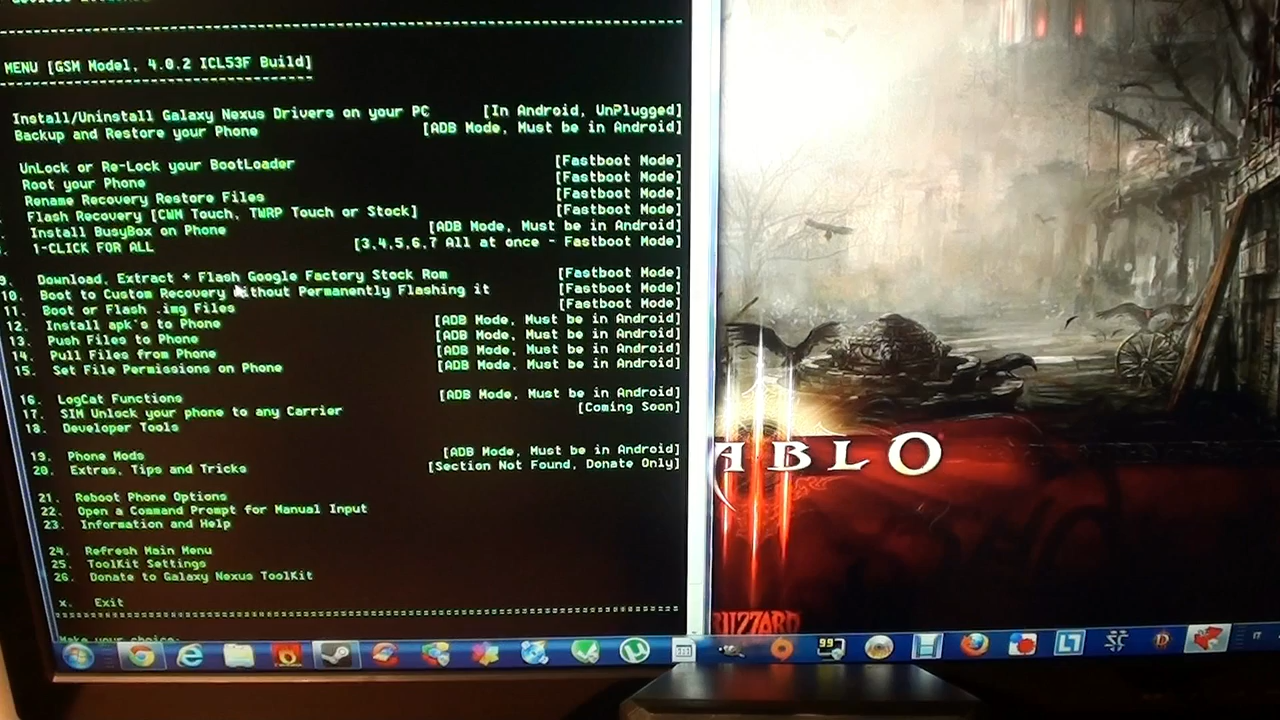 MENU [GSM Model, 4.0.2 ICL53F Build]
Install/Uninstall Galaxy Nexus Drivers on your PC [In Android, UnPlugged]
Backup and Restore your Phone [ADB Mode, Must be in Android]
UnLock or Re-Lock your BootLoader [Fastboot Mode]
Root your Phone [Fastboot Mode]
Rename Recovery Restore Files [Fastboot Mode]
Flash Recovery [CWM Touch, TWRP Touch or Stock] [Fastboot Mode]
Install BusyBox on Phone [ADB Mode, Must be in Android]
1-CLICK FOR ALL [3,4,5,6,7 All at once - Fastboot Mode]
9. Download, Extract + Flash Google Factory Stock Rom [Fastboot Mode]
10. Boot to Custom Recovery without Permanently Flashing it [Fastboot Mode]
11. Boot or Flash .img Files [Fastboot Mode]
12. Install apk's to Phone [ADB Mode, Must be in Android]
13. Push Files to Phone [ADB Mode, Must be in Android]
14. Pull Files from Phone [ADB Mode, Must be in Android]
15. Set File Permissions on Phone [ADB Mode, Must be in Android]
16. LogCat Functions [ADB Mode, Must be in Android]
17. SIM Unlock your phone to any Carrier [Coming Soon]
18. Developer Tools
19. Phone Mods [ADB Mode, Must be in Android]
20. Extras, Tips and Tricks [Section Not Found, Donate Only]
21. Reboot Phone Options
22. Open a Command Prompt for Manual Input
23. Information and Help
24. Refresh Main Menu
25. ToolKit Settings
26. Donate to Galaxy Nexus ToolKit
x. Exit
Make your choice:
ABLO
BLIZZARD
99
IT